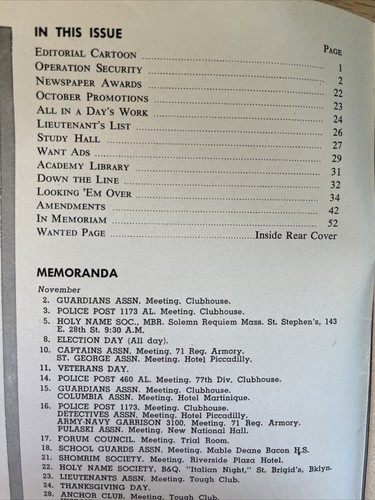 IN THIS ISSUE
PAGE
EDITORIAL CARTOON 1
OPERATION SECURITY 2
NEWSPAPER AWARDS 22
OCTOBER PROMOTIONS 23
ALL IN A DAY'S WORK 24
LIEUTENANT'S LIST 26
STUDY HALL 27
WANT ADS 29
ACADEMY LIBRARY 31
DOWN THE LINE 32
LOOKING 'EM OVER 34
AMENDMENTS 42
IN MEMORIAM 52
WANTED PAGE Inside Rear Cover
MEMORANDA
November
2. GUARDIANS ASSN. Meeting. Clubhouse.
3. POLICE POST 1173 AL. Meeting. Clubhouse.
5. HOLY NAME SOC., MBR. Solemn Requiem Mass. St. Stephen's, 143
E. 28th St. 9:30 A.M.
8. ELECTION DAY (All day).
10. CAPTAINS ASSN. Meeting. 71 Reg. Armory.
ST. GEORGE ASSN. Meeting. Hotel Piccadilly.
11. VETERANS DAY.
14. POLICE POST 460 AL. Meeting. 77th Div. Clubhouse.
15. GUARDIANS ASSN. Meeting. Clubhouse.
COLUMBIA ASSN. Meeting. Hotel Martinique.
16. POLICE POST 1173. Meeting. Clubhouse.
DETECTIVES ASSN. Meeting. Hotel Piccadilly.
ARMY-NAVY GARRISON 3100. Meeting. 71 Reg. Armory.
PULASKI ASSN. Meeting. New National Hall.
17. FORUM COUNCIL. Meeting. Trial Room.
18. SCHOOL GUARDS ASSN. Meeting. Mable Deane Bacon H.S.
21. SHOMRIM SOCIETY. Meeting. Riverside Plaza Hotel.
22. HOLY NAME SOCIETY. B&Q. "Italian Night," St. Brigid's, Bklyn.
23. LIEUTENANTS ASSN. Meeting. Tough Club.
24. THANKSGIVING DAY.
28. ANCHOR CLUB. Meeting. Tough Club.